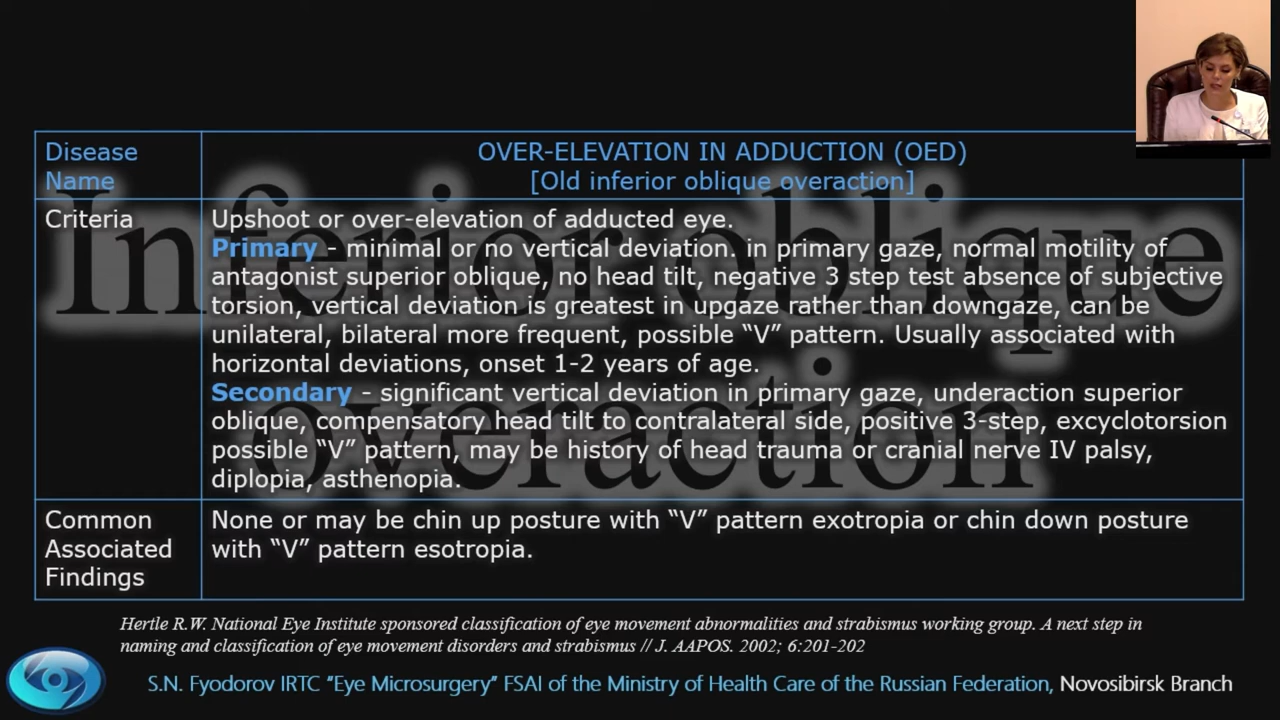 Disease
Name
OVER-ELEVATION IN ADDUCTION (OED)
[Old inferior oblique overaction]
Criteria
Upshoot or over-elevation of adducted eye.
Primary - minimal or no vertical deviation. in primary gaze, normal motility of
antagonist superior oblique, no head tilt, negative 3 step test absence of subjective
torsion, vertical deviation is greatest in upgaze rather than downgaze, can be
unilateral, bilateral more frequent, possible “V” pattern. Usually associated with
horizontal deviations, onset 1-2 years of age.
Secondary - significant vertical deviation in primary gaze, underaction superior
oblique, compensatory head tilt to contralateral side, positive 3-step, excyclotorsion
possible “V” pattern, may be history of head trauma or cranial nerve IV palsy,
diplopia, asthenopia.
Inferior oblique
overaction
Common
Associated
Findings
None or may be chin up posture with “V” pattern exotropia or chin down posture
with “V” pattern esotropia.
Hertle R.W. National Eye Institute sponsored classification of eye movement abnormalities and strabismus working group. A next step in
naming and classification of eye movement disorders and strabismus // J. AAPOS. 2002; 6:201-202
S.N. Fyodorov IRTC “Eye Microsurgery” FSAI of the Ministry of Health Care of the Russian Federation, Novosibirsk Branch